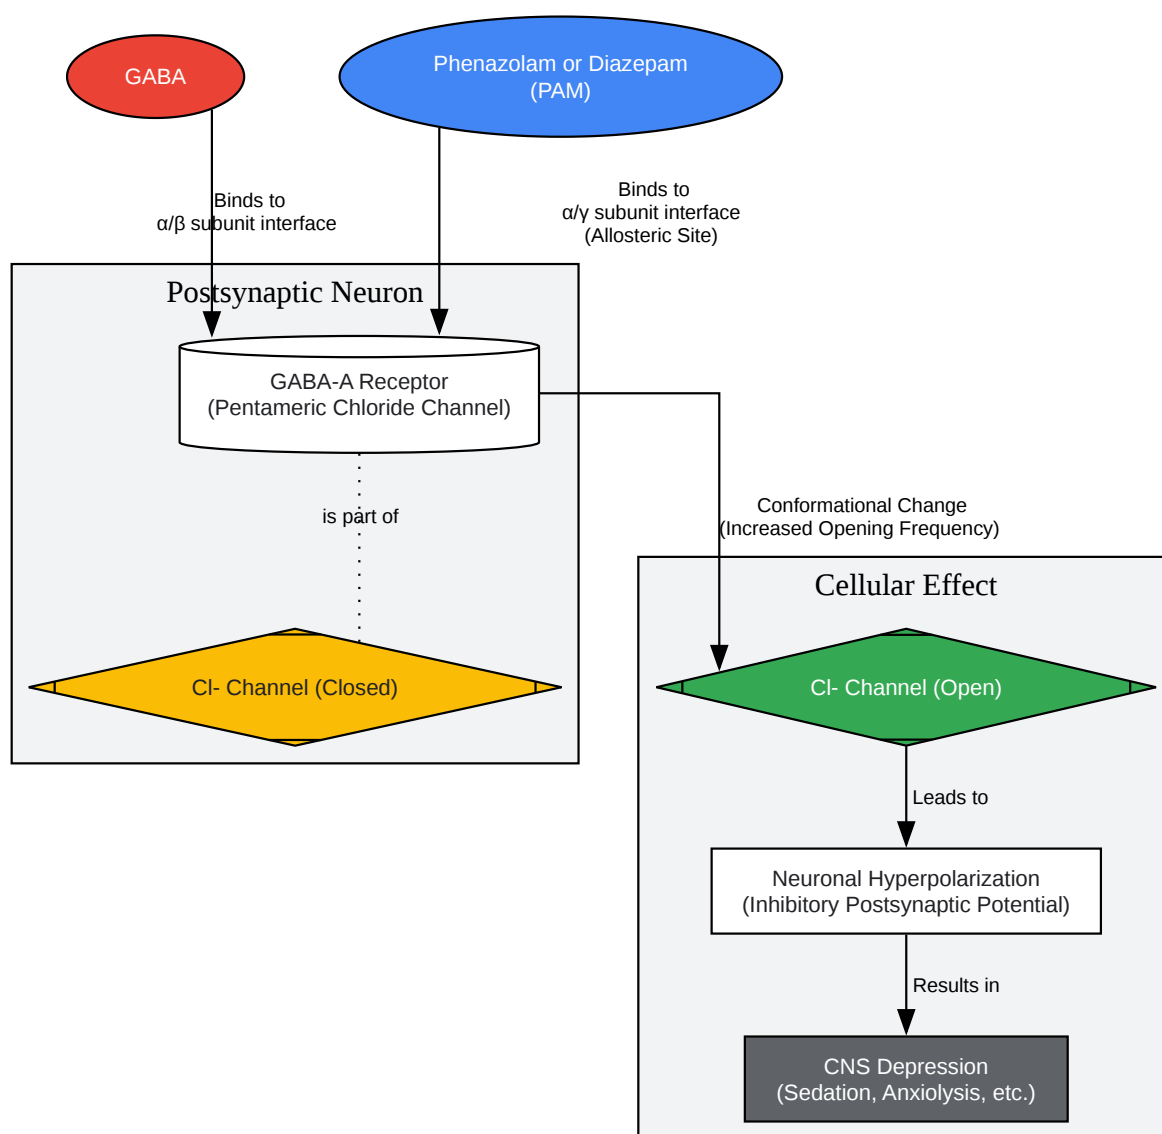 GABA
Phenazolam or Diazepam
(PAM)
Binds to
α/β subunit interface
Binds to
α/γ subunit interface
(Allosteric Site)
Postsynaptic Neuron
GABA-A Receptor
(Pentameric Chloride Channel)
is part of
Conformational Change
(Increased Opening Frequency)
Cellular Effect
Cl- Channel (Closed)
Cl- Channel (Open)
Leads to
Neuronal Hyperpolarization
(Inhibitory Postsynaptic Potential)
Results in
CNS Depression
(Sedation, Anxiolysis, etc.)